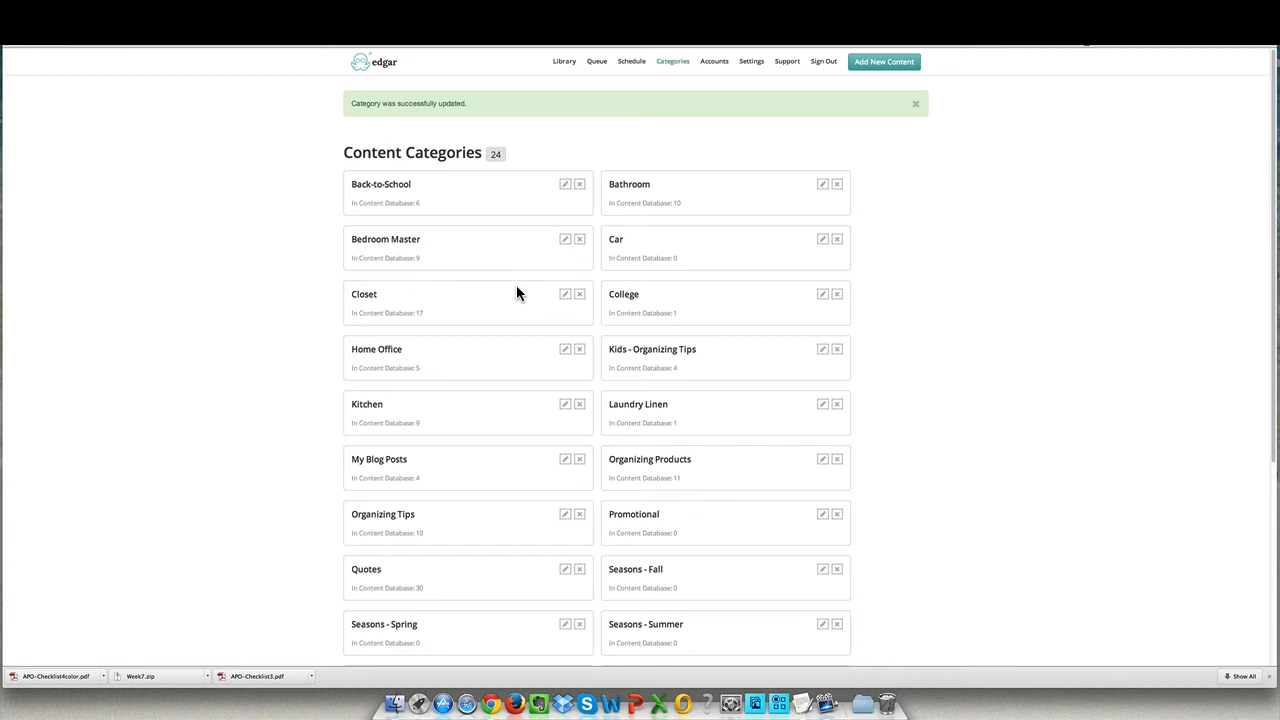 edgar
Library Queue Schedule Categories Accounts Settings Support Sign Out Add New Content
Category was successfully updated.
Content Categories 24
Back-to-School
In Content Database: 6
Bathroom
In Content Database: 10
Bedroom Master
In Content Database: 9
Car
In Content Database: 0
Closet
In Content Database: 17
College
In Content Database: 1
Home Office
In Content Database: 5
Kids - Organizing Tips
In Content Database: 4
Kitchen
In Content Database: 9
Laundry Linen
In Content Database: 1
My Blog Posts
In Content Database: 4
Organizing Products
In Content Database: 11
Organizing Tips
In Content Database: 10
Promotional
In Content Database: 0
Quotes
In Content Database: 30
Seasons - Fall
In Content Database: 0
Seasons - Spring
In Content Database: 0
Seasons - Summer
In Content Database: 0
APO-Checklist4color.pdf Week7.zip APO-Checklist3.pdf Show All